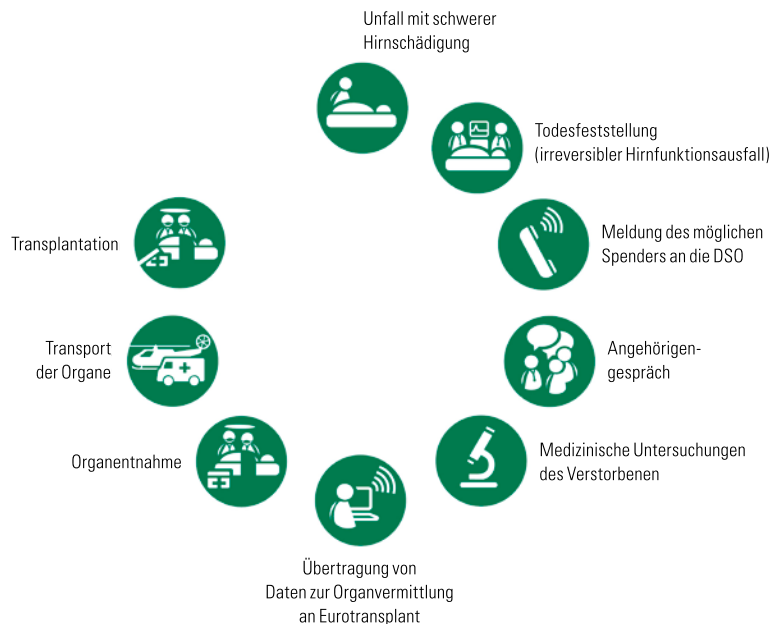 Unfall mit schwerer
Hirnschädigung
Todesfeststellung
(irreversibler Hirnfunktionsausfall)
Meldung des möglichen
Spenders an die DSO
Angehörigen-
gespräch
Medizinische Untersuchungen
des Verstorbenen
Übertragung von
Daten zur Organvermittlung
an Eurotransplant
Organentnahme
Transport
der Organe
Transplantation